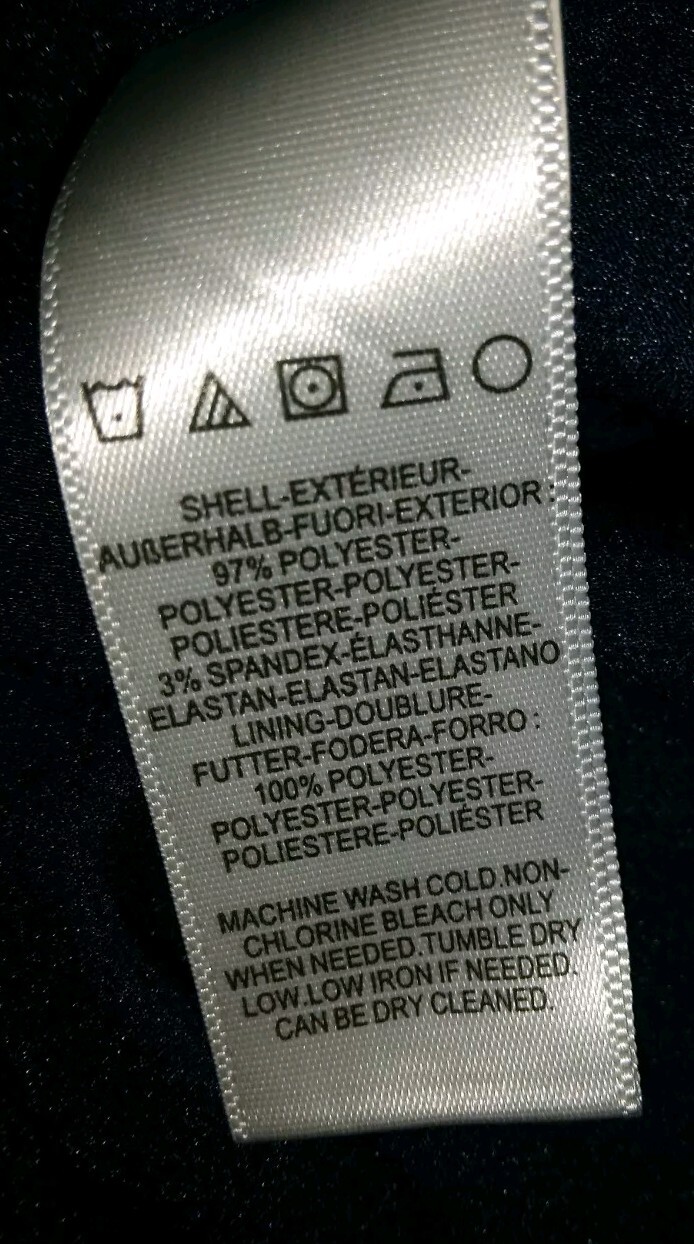 SHELL-EXTÉRIEUR-
AUßERHALB-FUORI-EXTERIOR :
97% POLYESTER-
POLYESTER-POLYESTER-
POLIESTERE-POLIÉSTER
3% SPANDEX-ÉLASTHANNE-
ELASTAN-ELASTAN-ELASTANO
LINING-DOUBLURE-
FUTTER-FODERA-FORRO :
100% POLYESTER-
POLYESTER-POLYESTER-
POLIESTERE-POLIÉSTER
MACHINE WASH COLD.NON-
CHLORINE BLEACH ONLY
WHEN NEEDED.TUMBLE DRY
LOW.LOW IRON IF NEEDED.
CAN BE DRY CLEANED.